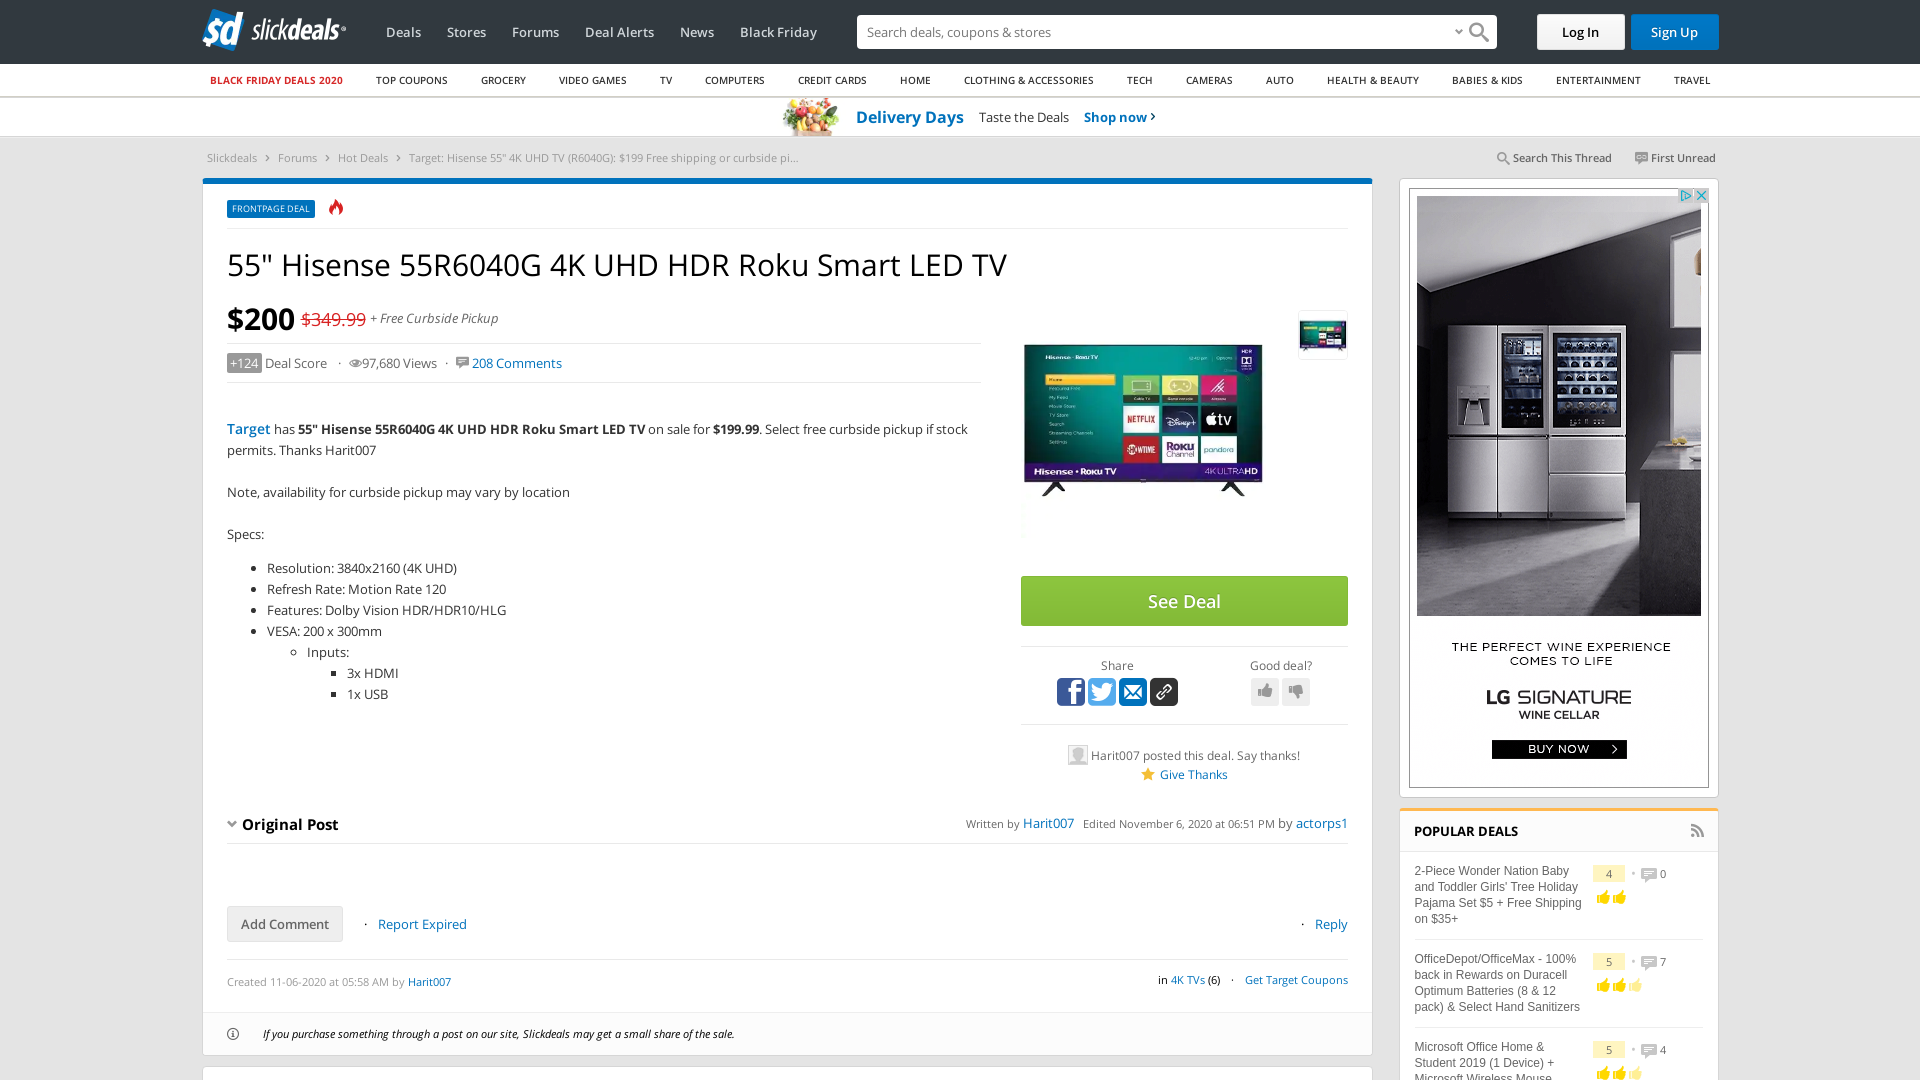 slickdeals
Deals
Stores
Forums
Deal Alerts
News
Black Friday
Search deals, coupons & stores
Log In
Sign Up
BLACK FRIDAY DEALS 2020
TOP COUPONS
GROCERY
VIDEO GAMES
TV
COMPUTERS
CREDIT CARDS
HOME
CLOTHING & ACCESSORIES
TECH
CAMERAS
AUTO
HEALTH & BEAUTY
BABIES & KIDS
ENTERTAINMENT
TRAVEL
Delivery Days Taste the Deals Shop now ›
Slickdeals › Forums › Hot Deals › Target: Hisense 55" 4K UHD TV (R6040G): $199 Free shipping or curbside pi...
Search This Thread
First Unread
FRONTPAGE DEAL
55" Hisense 55R6040G 4K UHD HDR Roku Smart LED TV
$200 $349.99 + Free Curbside Pickup
+124 Deal Score · 97,680 Views · 208 Comments
Target has 55" Hisense 55R6040G 4K UHD HDR Roku Smart LED TV on sale for $199.99. Select free curbside pickup if stock
permits. Thanks Harit007
Note, availability for curbside pickup may vary by location
Specs:
• Resolution: 3840x2160 (4K UHD)
• Refresh Rate: Motion Rate 120
• Features: Dolby Vision HDR/HDR10/HLG
• VESA: 200 x 300mm
Inputs:
3x HDMI
1x USB
Hisense · Roku TV
HDR
Home
NETFLIX
Disney+
tv
SHOWTIME
Roku
Channel
pandora
Hisense • Roku TV
4K ULTRAHD
See Deal
Share
Good deal?
Harit007 posted this deal. Say thanks!
Give Thanks
Original Post
Written by Harit007 Edited November 6, 2020 at 06:51 PM by actorps1
Add Comment · Report Expired
· Reply
Created 11-06-2020 at 05:58 AM by Harit007
in 4K TVs (6) · Get Target Coupons
If you purchase something through a post on our site, Slickdeals may get a small share of the sale.
THE PERFECT WINE EXPERIENCE
COMES TO LIFE
LG SIGNATURE
WINE CELLAR
BUY NOW
POPULAR DEALS
2-Piece Wonder Nation Baby
and Toddler Girls' Tree Holiday
Pajama Set $5 + Free Shipping
on $35+
4 • 0
OfficeDepot/OfficeMax - 100%
back in Rewards on Duracell
Optimum Batteries (8 & 12
pack) & Select Hand Sanitizers
5 • 7
Microsoft Office Home &
Student 2019 (1 Device) +
Microsoft Wireless Mouse
5 • 4